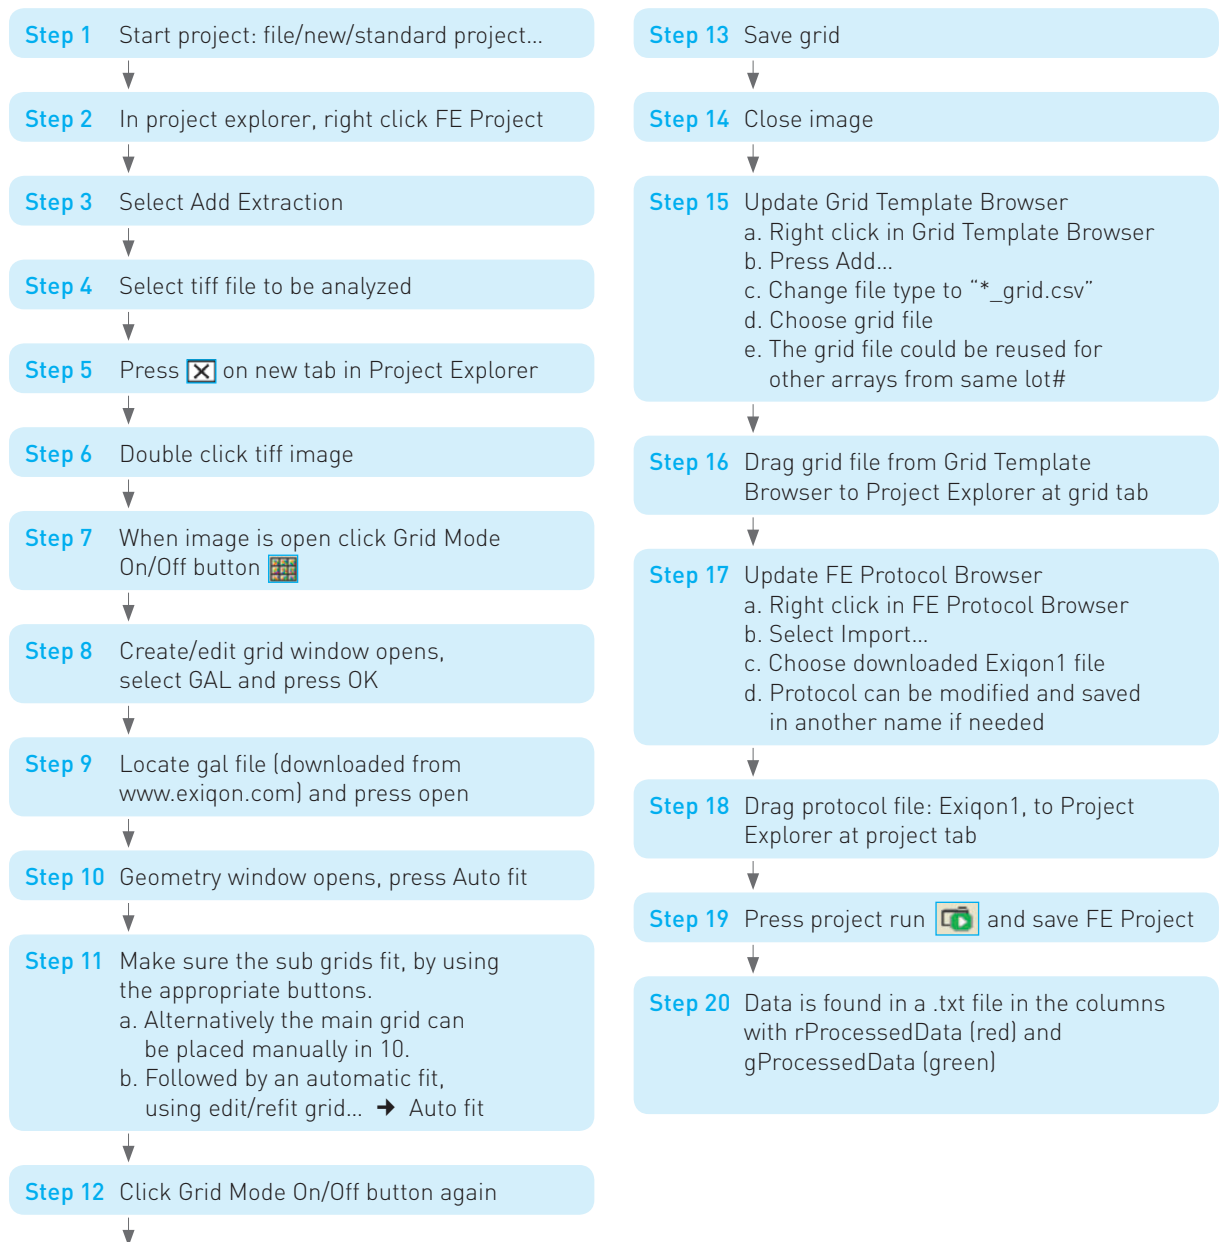 Step 1 Start project: file/new/standard project...
Step 2 In project explorer, right click FE Project
Step 3 Select Add Extraction
Step 4 Select tiff file to be analyzed
Step 5 Press on new tab in Project Explorer
Step 6 Double click tiff image
Step 7 When image is open click Grid Mode
On/Off button
Step 8 Create/edit grid window opens,
select GAL and press OK
Step 9 Locate gal file (downloaded from
www.exiqon.com) and press open
Step 10 Geometry window opens, press Auto fit
Step 11 Make sure the sub grids fit, by using
the appropriate buttons.
a. Alternatively the main grid can
be placed manually in 10.
b. Followed by an automatic fit,
using edit/refit grid... ➔ Auto fit
Step 12 Click Grid Mode On/Off button again
Step 13 Save grid
Step 14 Close image
Step 15 Update Grid Template Browser
a. Right click in Grid Template Browser
b. Press Add...
c. Change file type to “*_grid.csv”
d. Choose grid file
e. The grid file could be reused for
other arrays from same lot#
Step 16 Drag grid file from Grid Template
Browser to Project Explorer at grid tab
Step 17 Update FE Protocol Browser
a. Right click in FE Protocol Browser
b. Select Import...
c. Choose downloaded Exiqon1 file
d. Protocol can be modified and saved
in another name if needed
Step 18 Drag protocol file: Exiqon1, to Project
Explorer at project tab
Step 19 Press project run and save FE Project
Step 20 Data is found in a .txt file in the columns
with rProcessedData (red) and
gProcessedData (green)